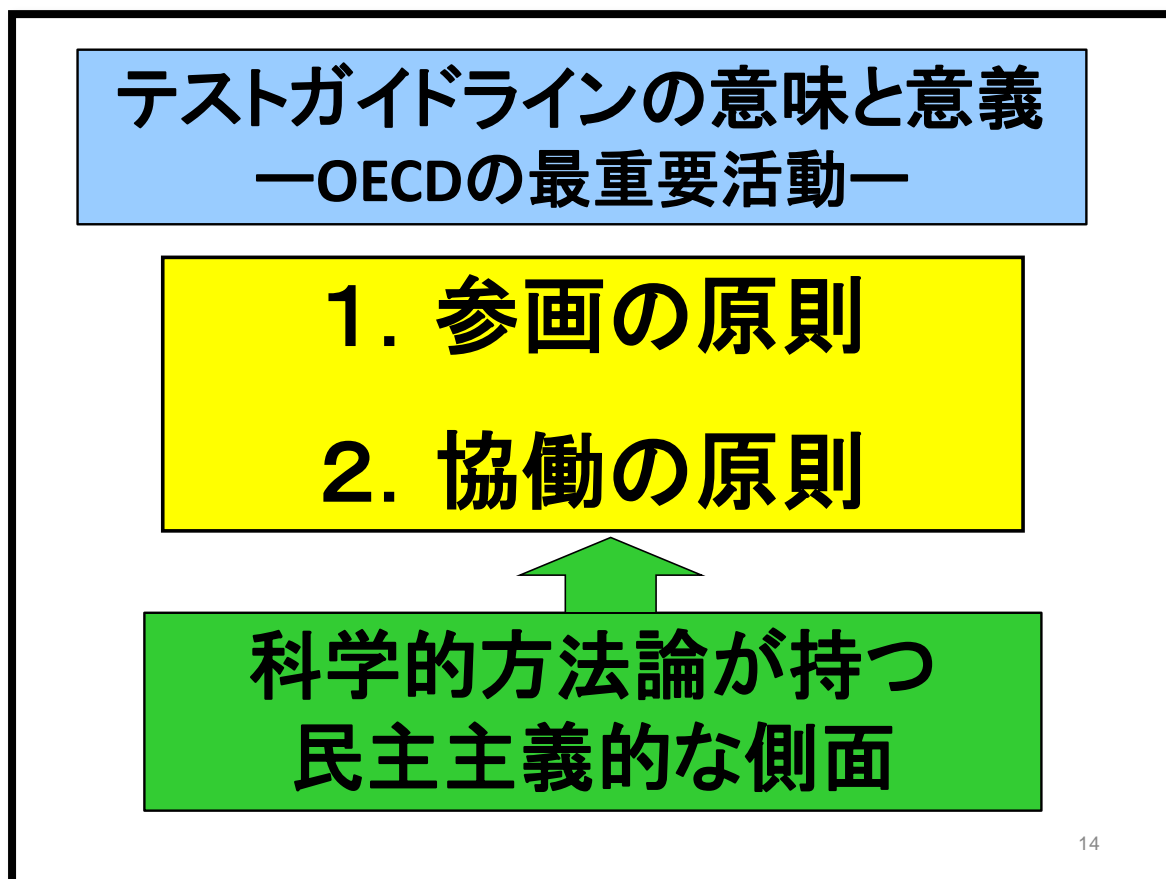 テストガイドラインの意味と意義
ーOECDの最重要活動ー
１．参画の原則
２．協働の原則
科学的方法論が持つ
民主主義的な側面
14